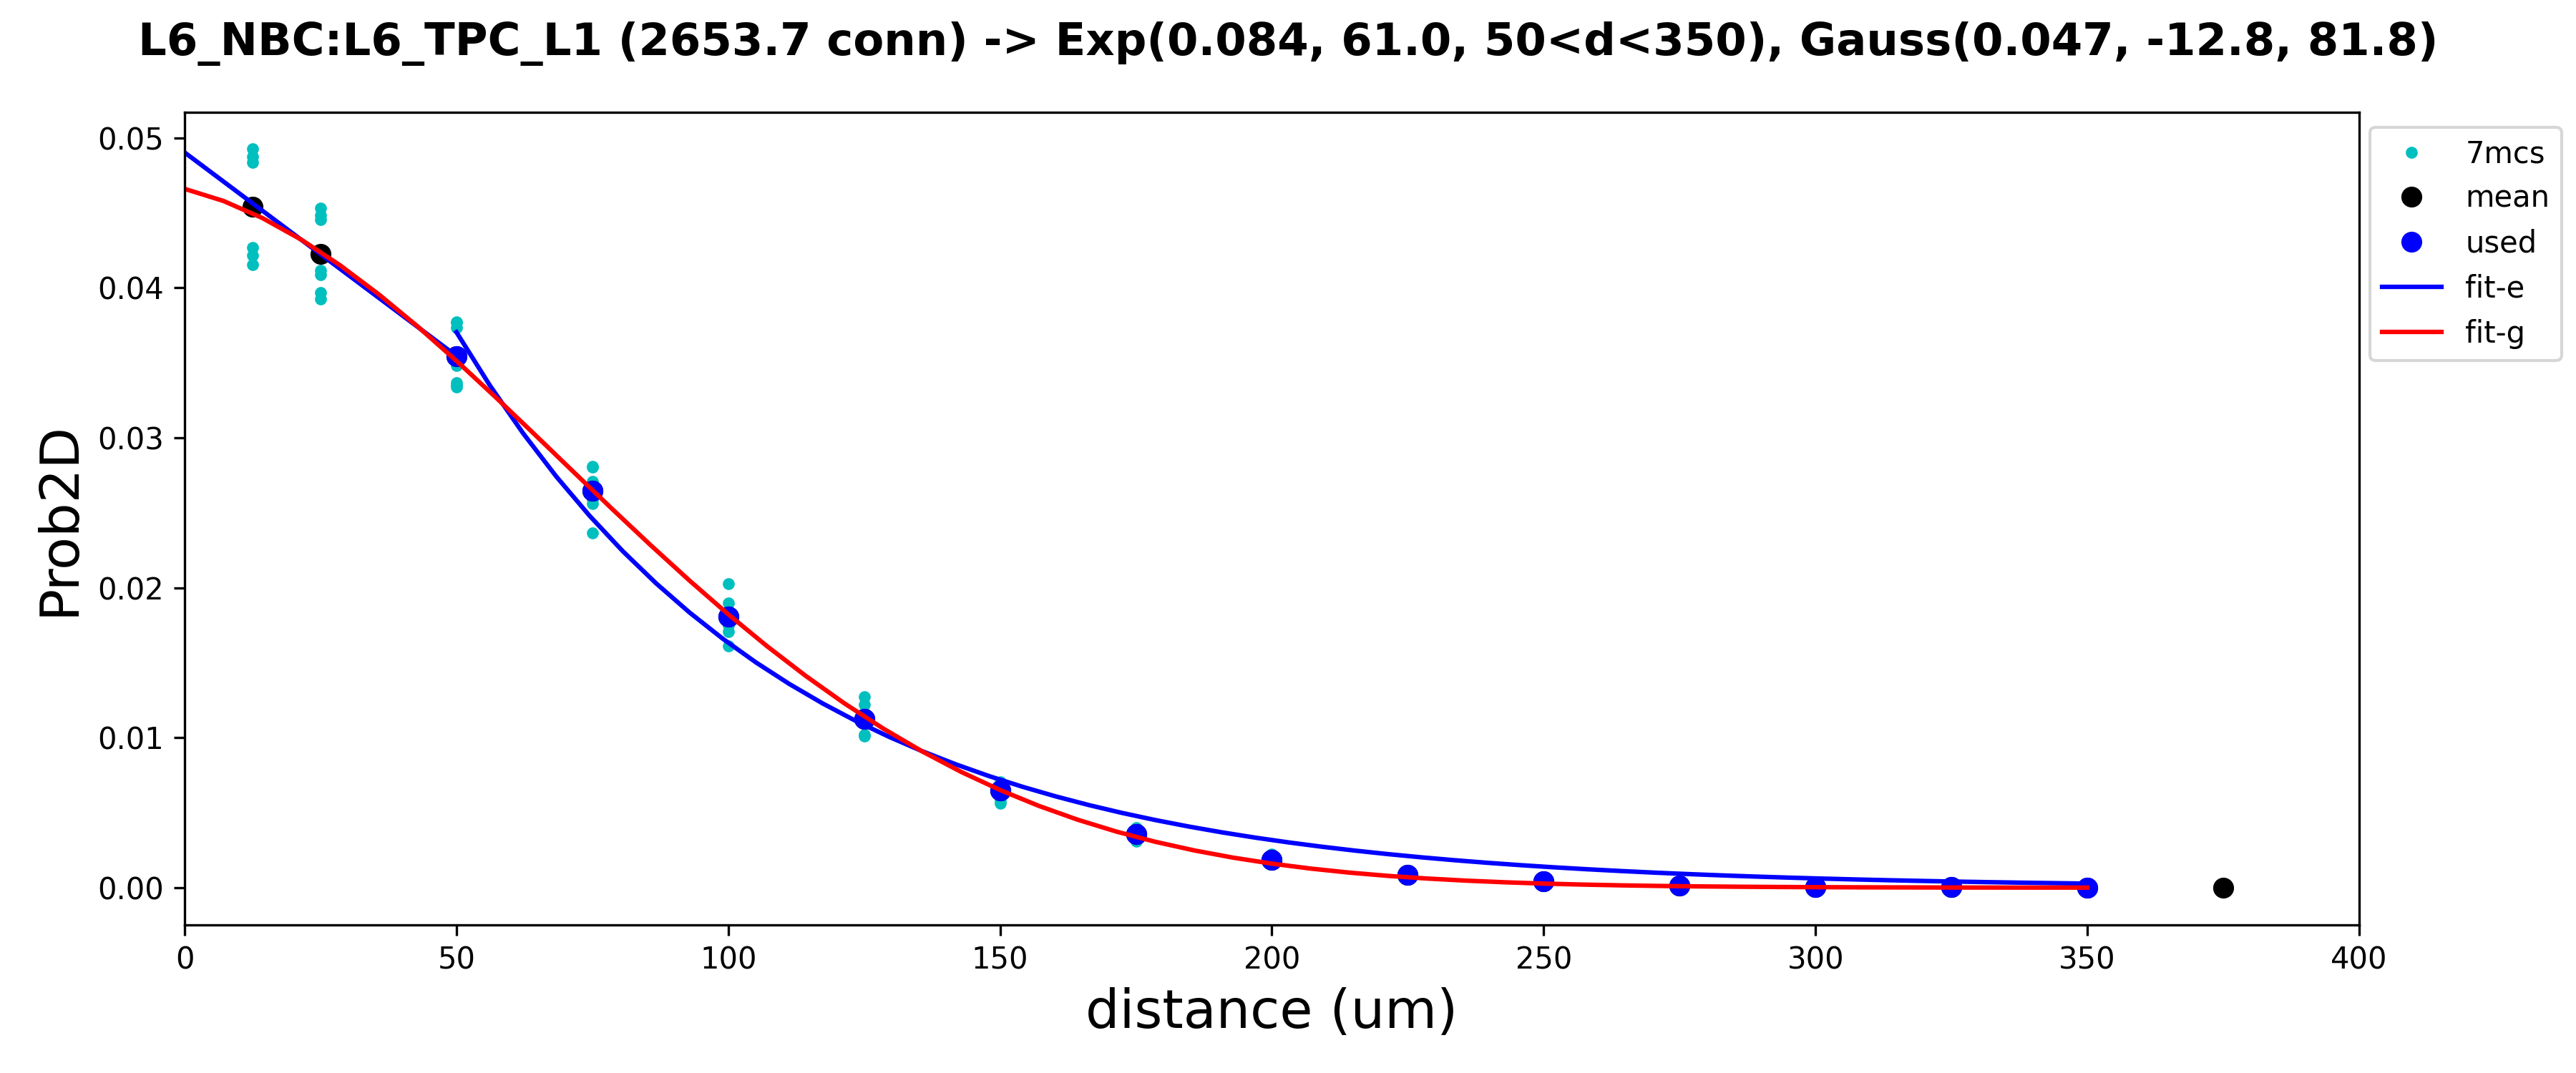 L6_NBC:L6_TPC_L1 (2653.7 conn) -> Exp(0.084, 61.0, 50<d<350), Gauss(0.047, -12.8, 81.8)
0.05
0.04
0.03
0.02
0.01
0.00
Prob2D
0 50 100 150 200 250 300 350 400
distance (um)
7mcs
mean
used
fit-e
fit-g